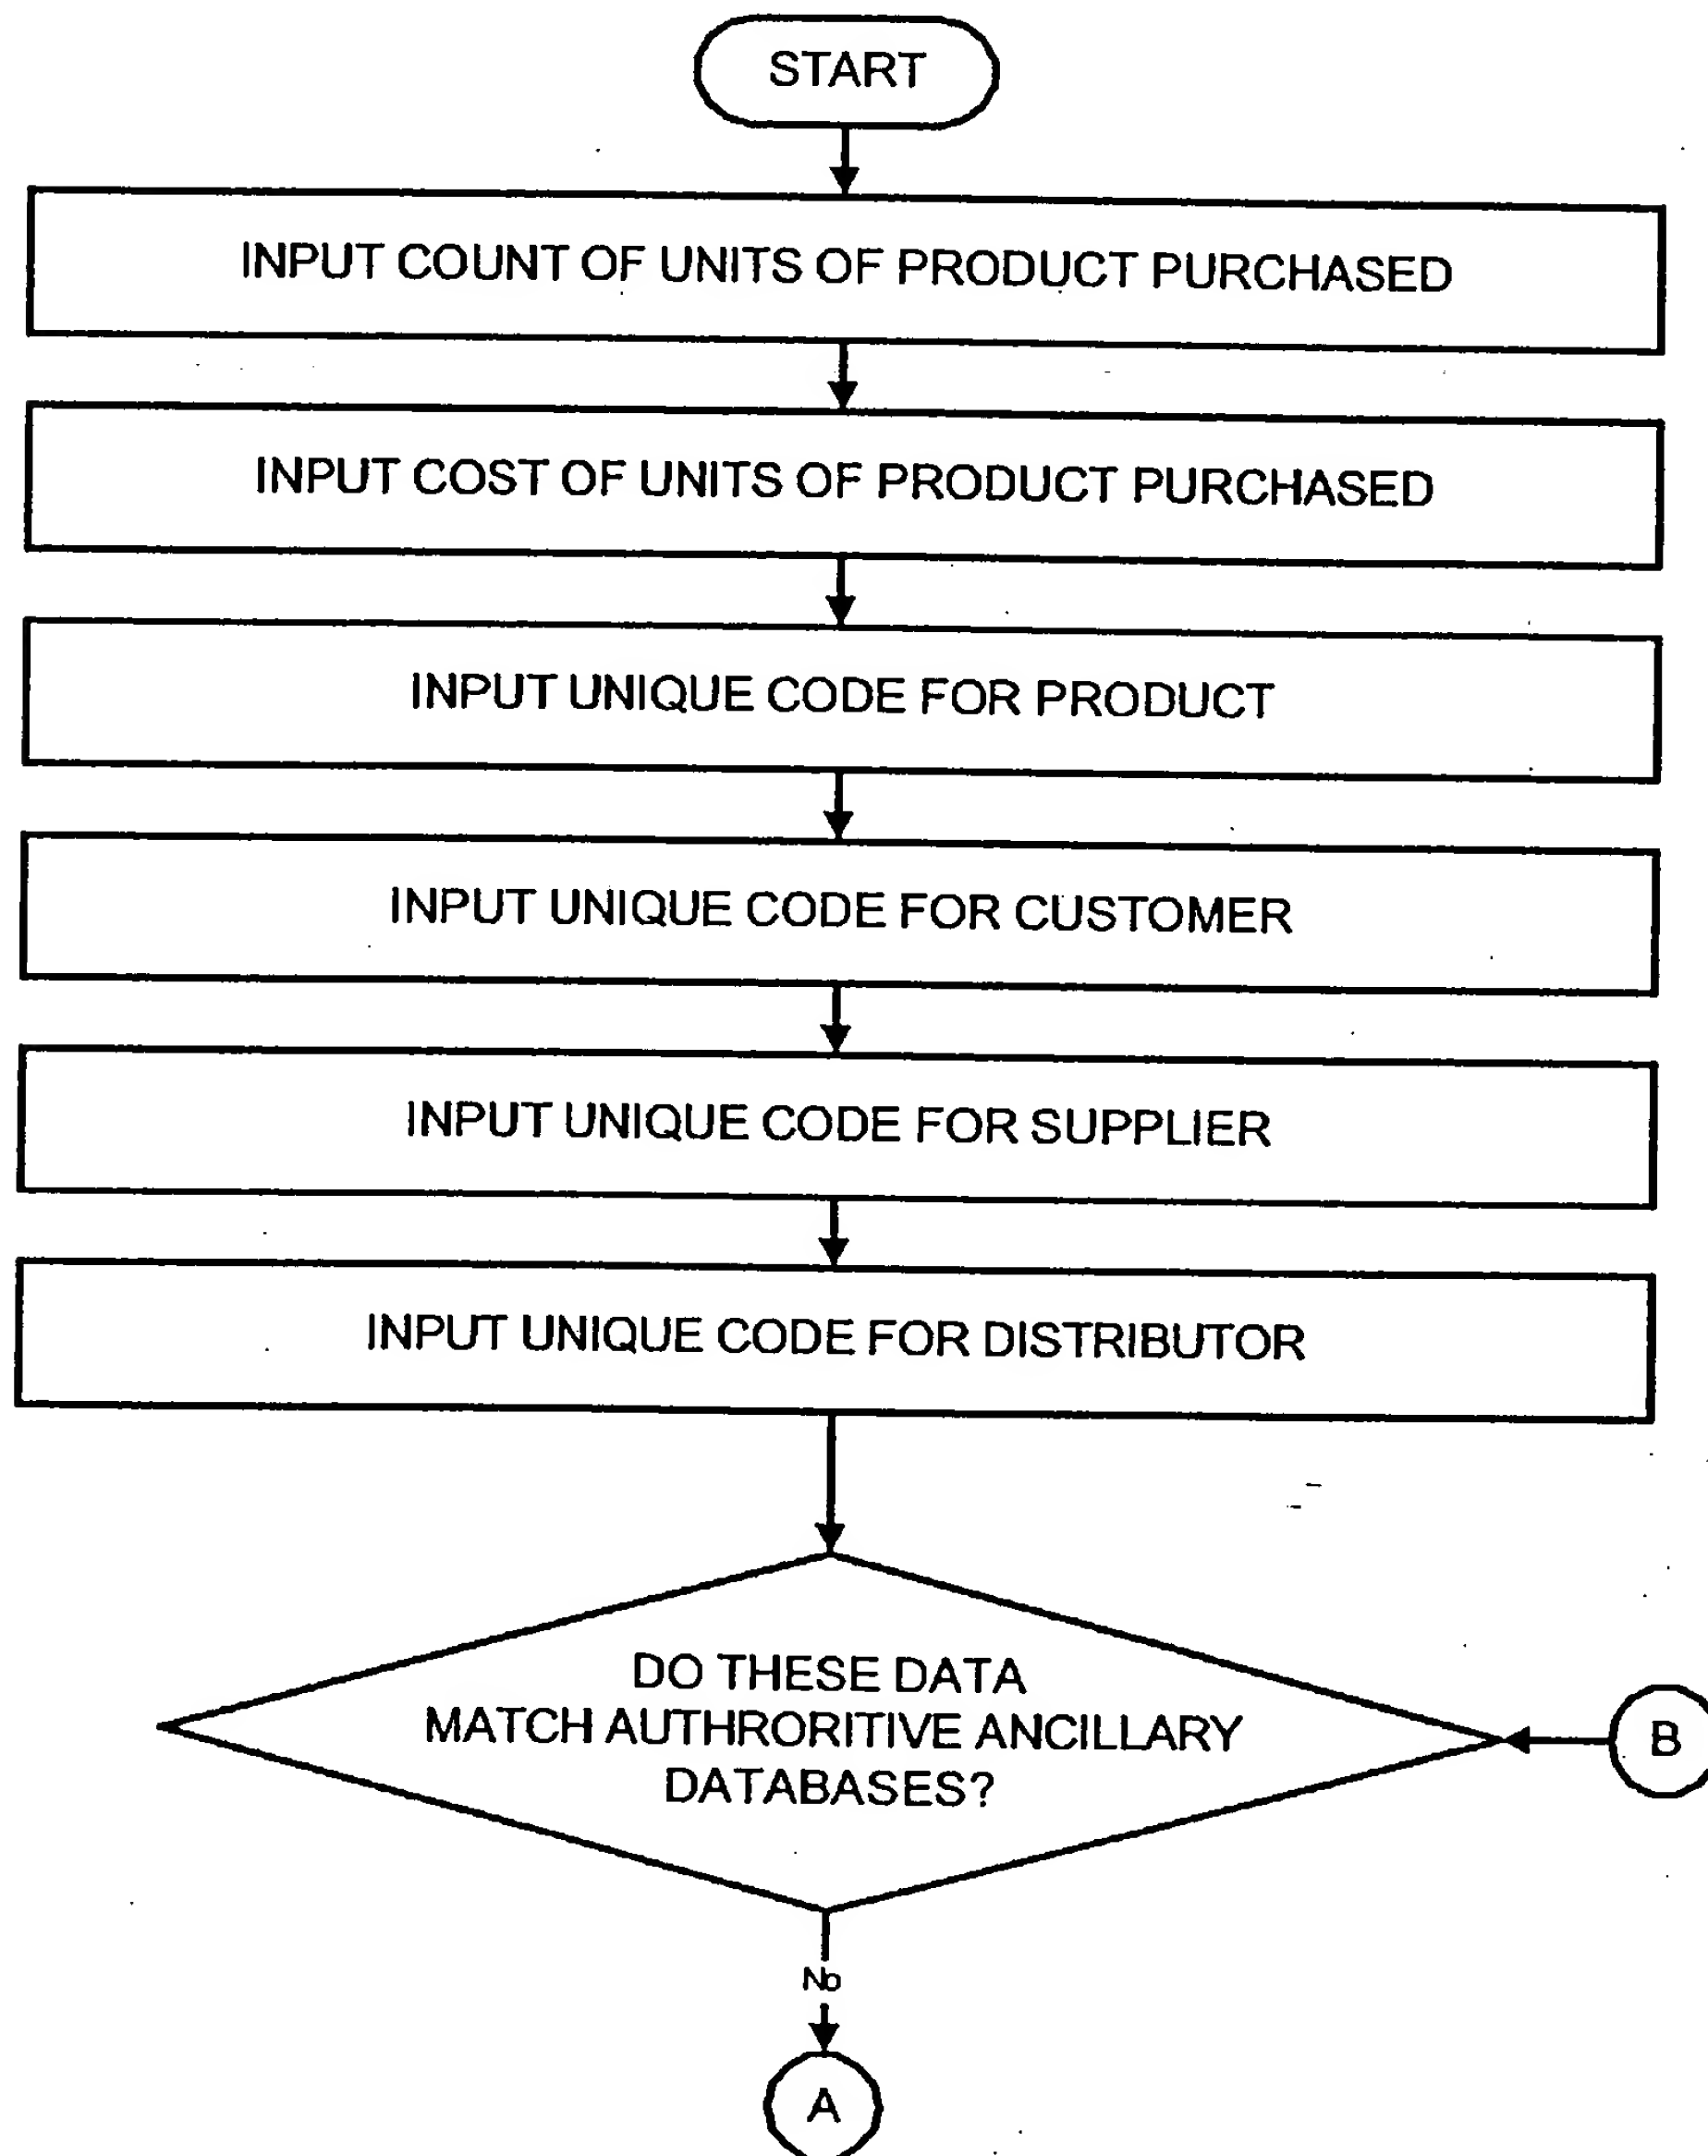 START
INPUT COUNT OF UNITS OF PRODUCT PURCHASED
INPUT COST OF UNITS OF PRODUCT PURCHASED
INPUT UNIQUE CODE FOR PRODUCT
INPUT UNIQUE CODE FOR CUSTOMER
INPUT UNIQUE CODE FOR SUPPLIER
INPUT UNIQUE CODE FOR DISTRIBUTOR
DO THESE DATA
MATCH AUTHRORITIVE ANCILLARY
DATABASES?
B
No
A